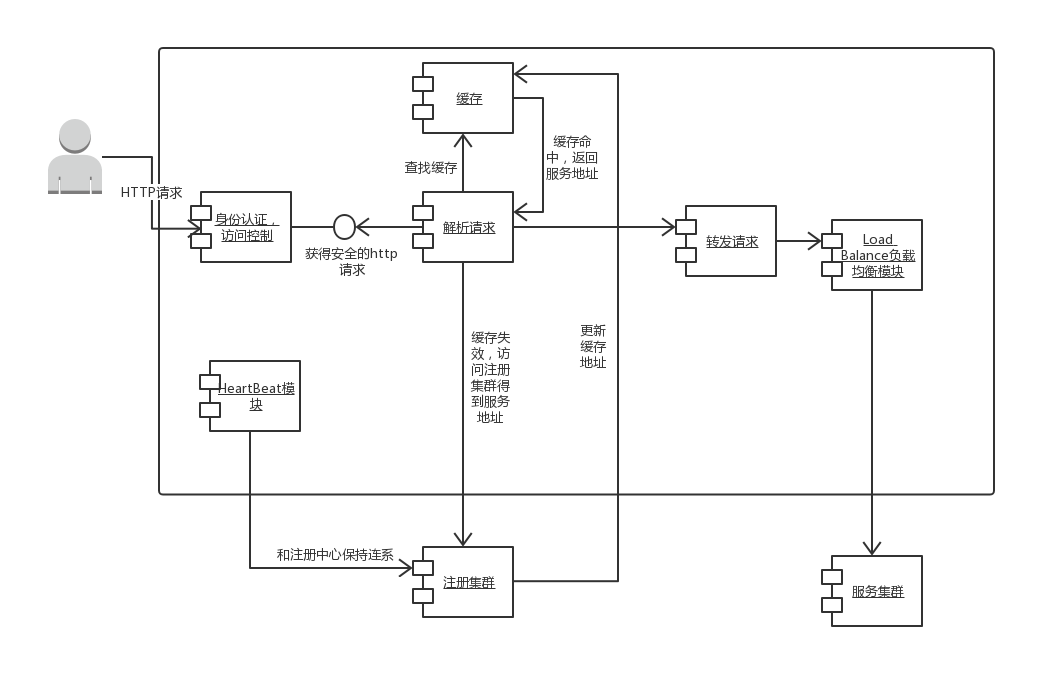 缓存
缓存命
中，返回
服务地址
查找缓存
HTTP请求
身份认证，
访问控制
获得安全的http
请求
解析请求
转发请求
Load
Balance负载
均衡模块
缓存失
效，访
问注册
集群得
到服务
地址
更新
缓存
地址
HeartBeat模
块
和注册中心保持连系
注册集群
服务集群